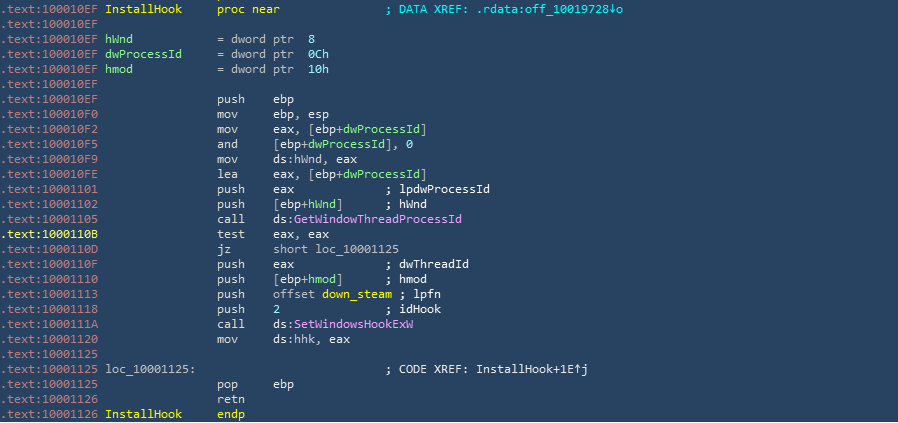 .text:100010EF InstallHook proc near ; DATA XREF: .rdata:off_10019728↓o
.text:100010EF
.text:100010EF hWnd = dword ptr 8
.text:100010EF dwProcessId = dword ptr 0Ch
.text:100010EF hmod = dword ptr 10h
.text:100010EF
.text:100010EF push ebp
.text:100010F0 mov ebp, esp
.text:100010F2 mov eax, [ebp+dwProcessId]
.text:100010F5 and [ebp+dwProcessId], 0
.text:100010F9 mov ds:hWnd, eax
.text:100010FE lea eax, [ebp+dwProcessId]
.text:10001101 push eax ; lpdwProcessId
.text:10001102 push [ebp+hWnd] ; hWnd
.text:10001105 call ds:GetWindowThreadProcessId
.text:1000110B test eax, eax
.text:1000110D jz short loc_10001125
.text:1000110F push eax ; dwThreadId
.text:10001110 push [ebp+hmod] ; hmod
.text:10001113 push offset down_steam ; lpfn
.text:10001118 push 2 ; idHook
.text:1000111A call ds:SetWindowsHookExW
.text:10001120 mov ds:hhk, eax
.text:10001125
.text:10001125 loc_10001125: ; CODE XREF: InstallHook+1E↑j
.text:10001125 pop ebp
.text:10001126 retn
.text:10001126 InstallHook endp